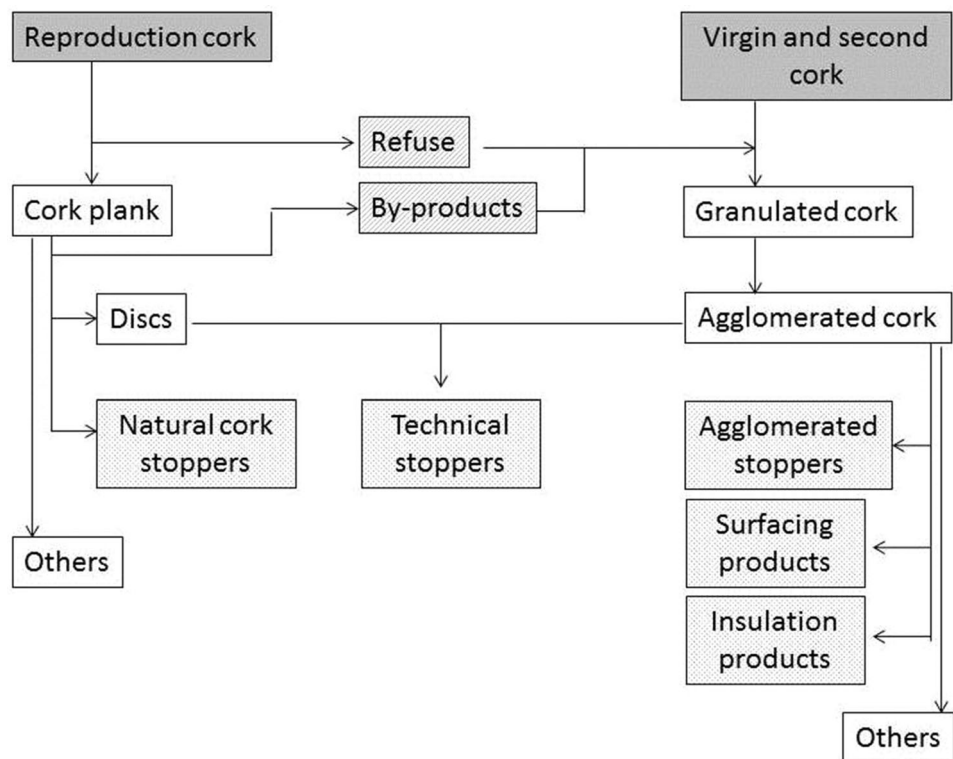 Reproduction cork
Virgin and second
cork
Refuse
Cork plank
By-products
Granulated cork
Discs
Agglomerated cork
Natural cork
stoppers
Technical
stoppers
Agglomerated
stoppers
Surfacing
products
Others
Insulation
products
Others